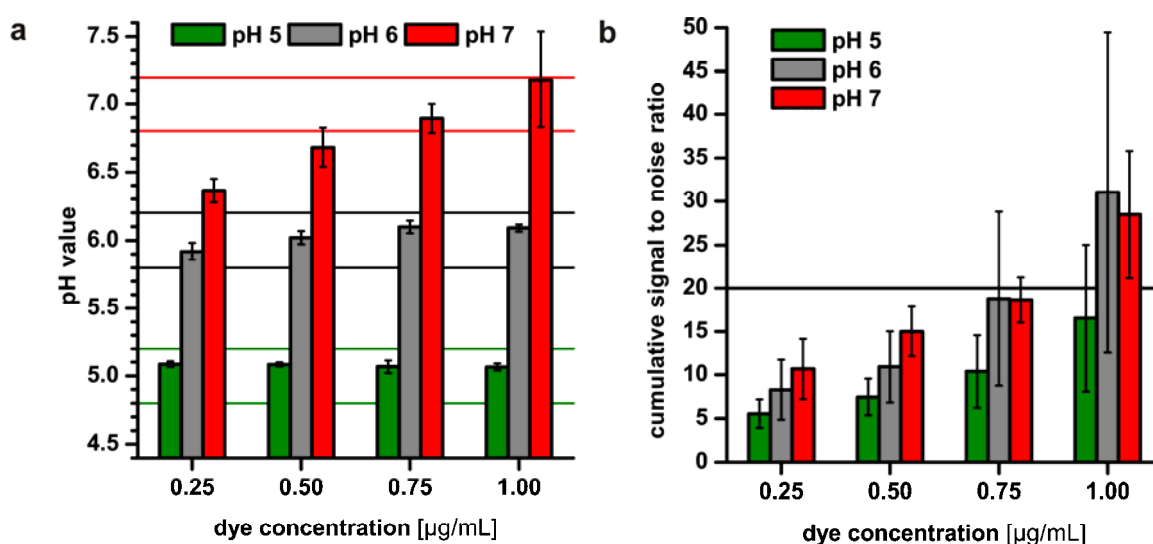 a
pH 5 pH 6 pH 7
7.5
7.0
6.5
6.0
5.5
5.0
4.5
pH value
0.25 0.50 0.75 1.00
dye concentration [µg/mL]
b
pH 5
pH 6
pH 7
50
45
40
35
30
25
20
15
10
5
0
cumulative signal to noise ratio
0.25 0.50 0.75 1.00
dye concentration [µg/mL]